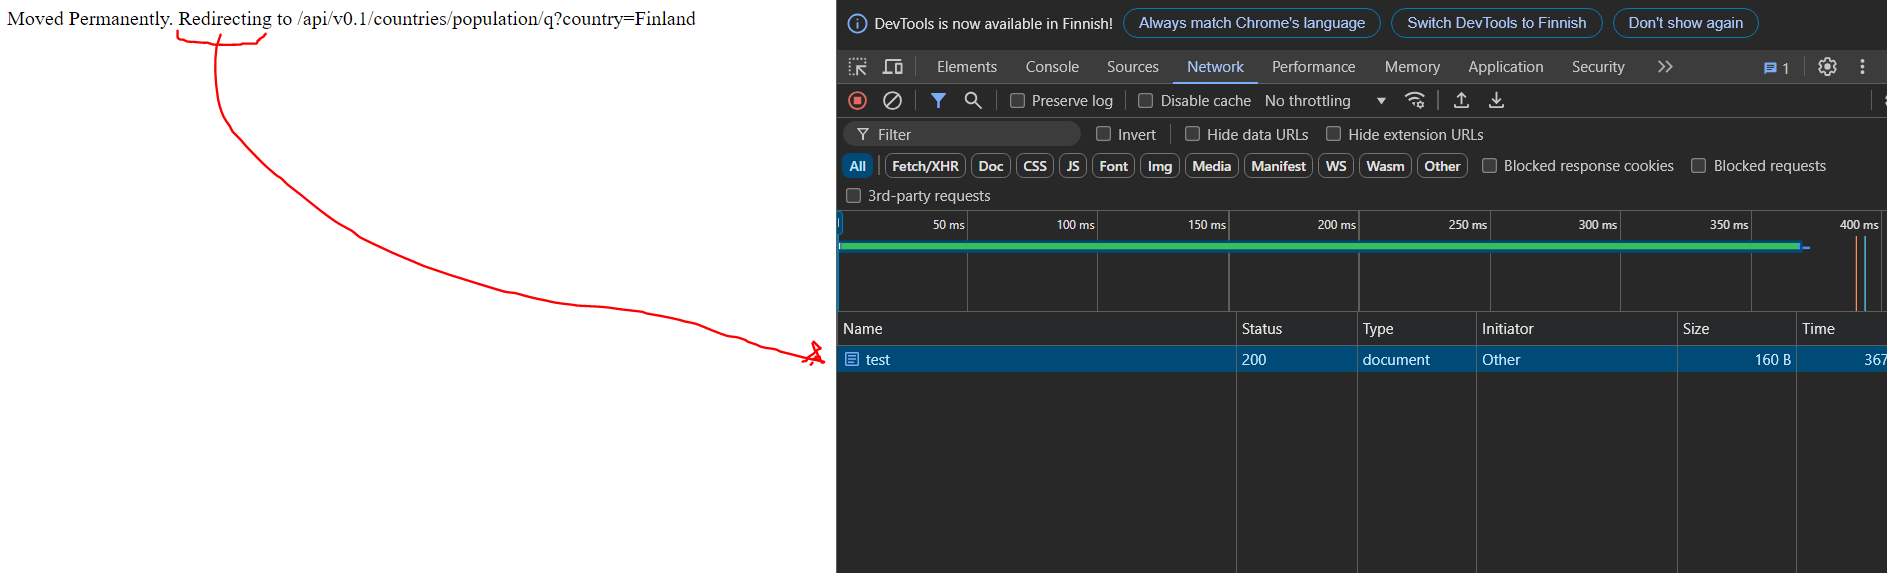 Moved Permanently. Redirecting to /api/v0.1/countries/population/q?country=Finland
DevTools is now available in Finnish! Always match Chrome's language Switch DevTools to Finnish Don't show again
Elements Console Sources Network Performance Memory Application Security 1
Preserve log Disable cache No throttling
Filter Invert Hide data URLs Hide extension URLs
All Fetch/XHR Doc CSS JS Font Img Media Manifest WS Wasm Other Blocked response cookies Blocked requests
3rd-party requests
50 ms 100 ms 150 ms 200 ms 250 ms 300 ms 350 ms 400 ms
Name Status Type Initiator Size Time
test 200 document Other 160 B 367